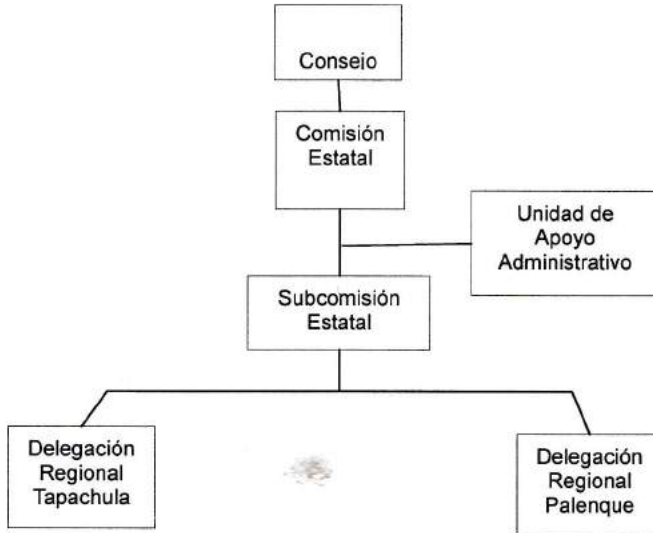 Consejo
Comisión
Estatal
Unidad de
Apoyo
Administrativo
Subcomisión
Estatal
Delegación
Regional
Tapachula
Delegación
Regional
Palenque